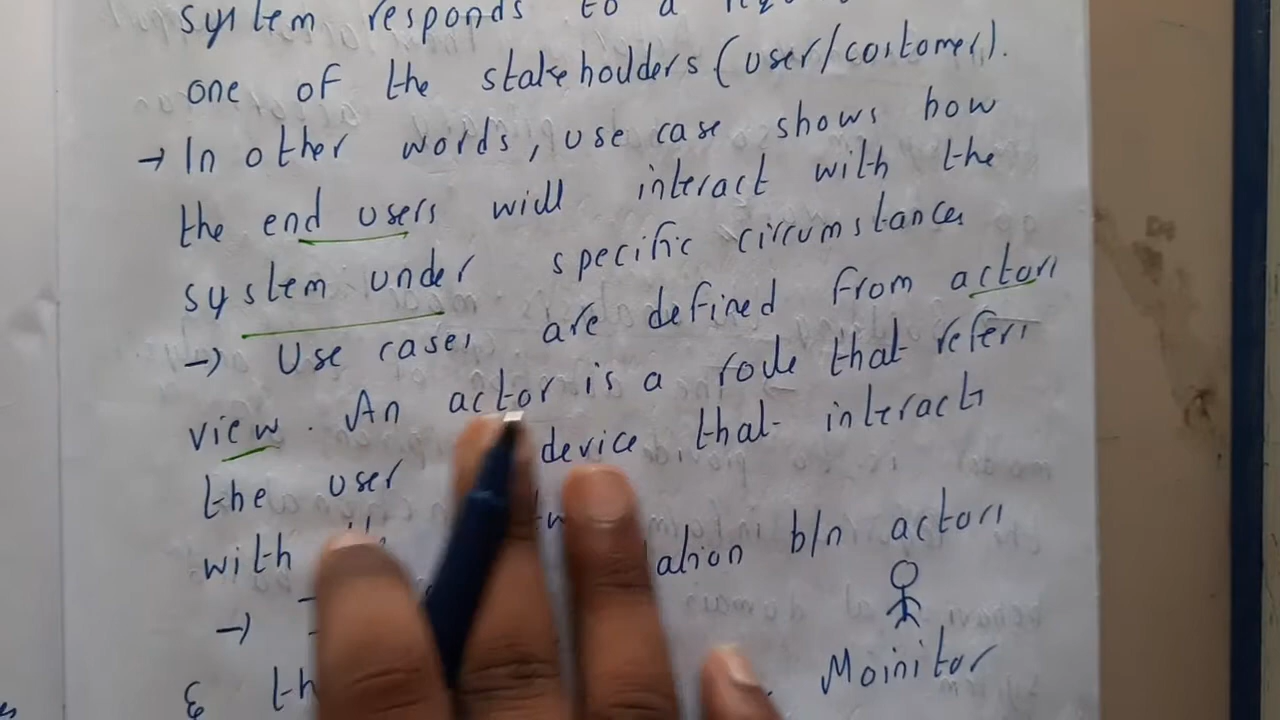 system responds to a
one of the stakeholders (user/costomer).
→ In other words, use case shows how
the end users will interact with the
system under specific circumstances
→ Use cases are defined from actors
view. An actor is a role that refers
the user device, that interacts
with b/n actors
→
& Moinitor